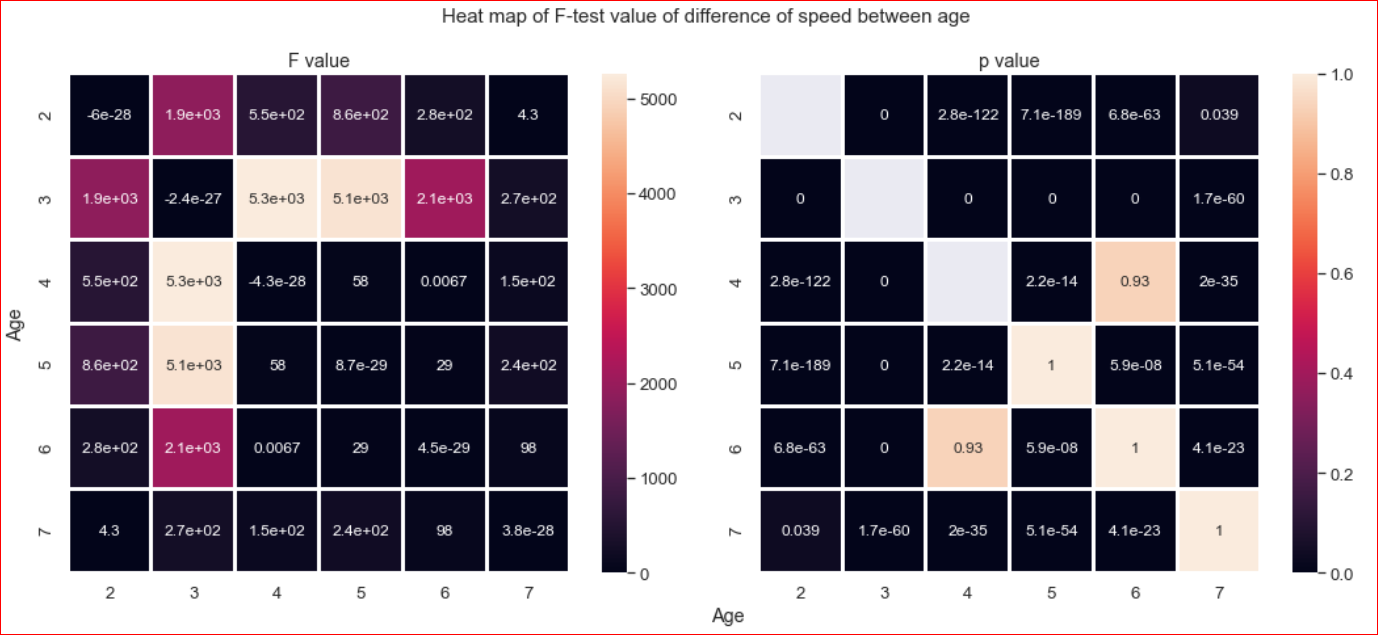 Heat map of F-test value of difference of speed between age
F value
p value
2 -6e-28 1.9e+03 5.5e+02 8.6e+02 2.8e+02 4.3 5000 2 0 2.8e-122 7.1e-189 6.8e-63 0.039 1.0
3 1.9e+03 -2.4e-27 5.3e+03 5.1e+03 2.1e+03 2.7e+02 4000 3 0 0 0 0 1.7e-60 0.8
4 5.5e+02 5.3e+03 -4.3e-28 58 0.0067 1.5e+02 3000 4 2.8e-122 0 2.2e-14 0.93 2e-35 0.6
Age
5 8.6e+02 5.1e+03 58 8.7e-29 29 2.4e+02 2000 5 7.1e-189 0 2.2e-14 1 5.9e-08 5.1e-54 0.4
6 2.8e+02 2.1e+03 0.0067 29 4.5e-29 98 1000 6 6.8e-63 0 0.93 5.9e-08 1 4.1e-23 0.2
7 4.3 2.7e+02 1.5e+02 2.4e+02 98 3.8e-28 0 7 0.039 1.7e-60 2e-35 5.1e-54 4.1e-23 1 0.0
2 3 4 5 6 7 2 3 4 5 6 7
Age